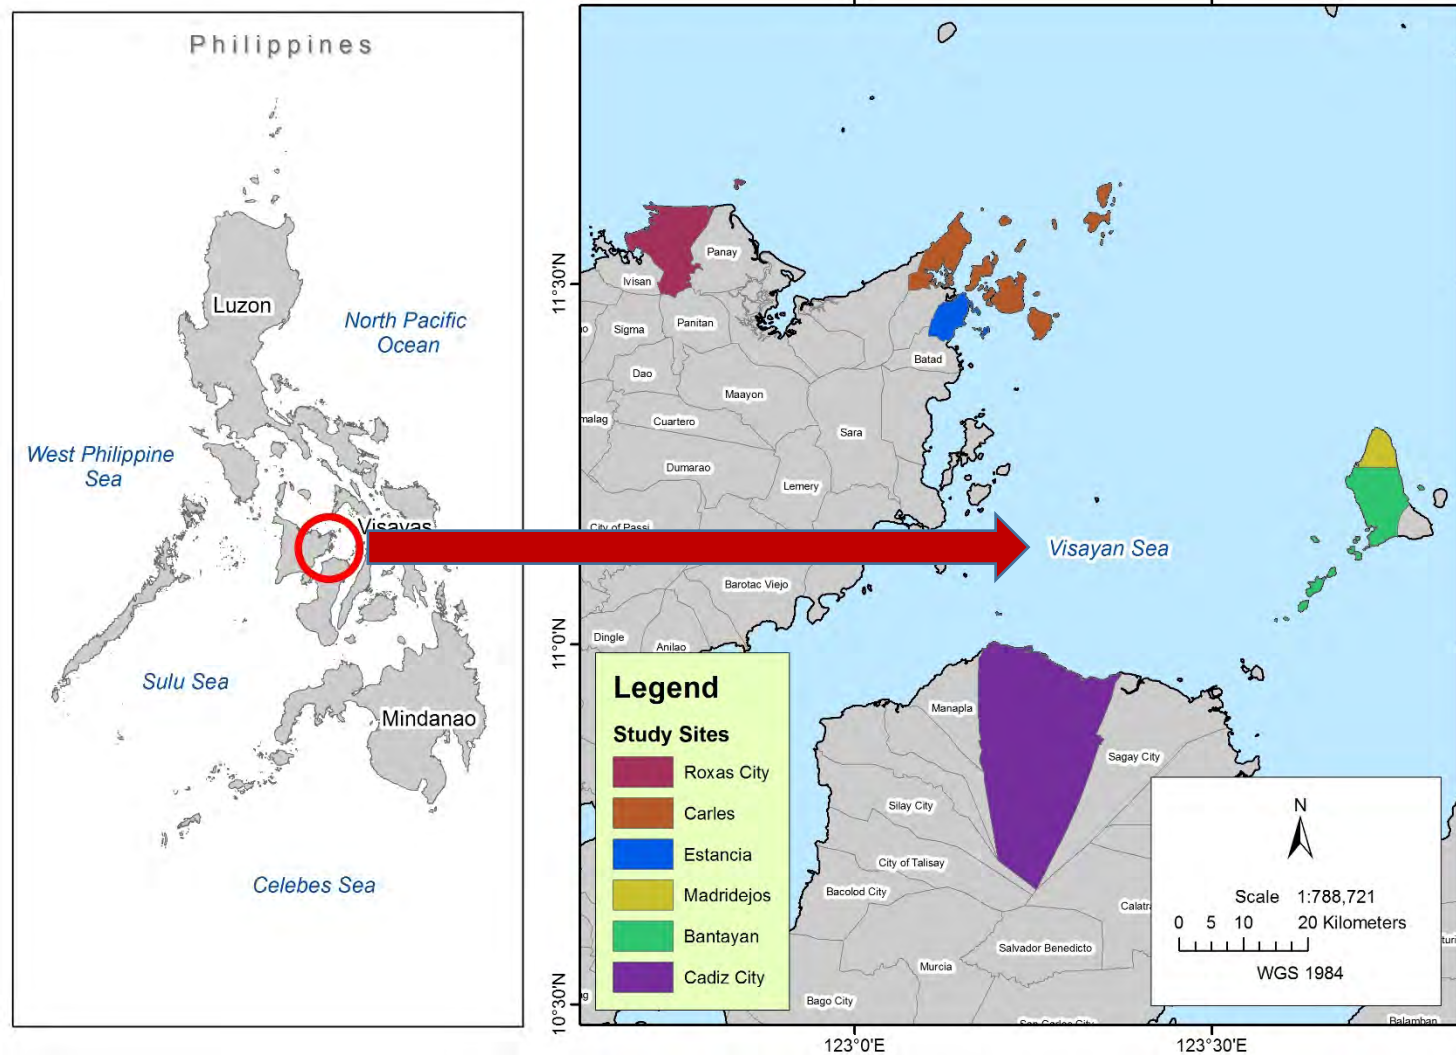 Philippines
Luzon
North Pacific
Ocean
West Philippine
Sea
Visayas
Sulu Sea
Mindanao
Celebes Sea
11°30'N
11°0'N
10°30'N
123°0'E
123°30'E
Panay
Ivisan
Sigma
Panitan
Batad
Dao
Maayon
Cuartero
Sara
Dumarao
Lemery
City of Passi
Visayan Sea
Barotac Viejo
Dingle
Anilao
Manapla
Sagay City
Silay City
City of Talisay
Bacolod City
Salvador Benedicto
Murcia
Bago City
San Carlos City
Balamban
Legend
Study Sites
Roxas City
Carles
Estancia
Madridejos
Bantayan
Cadiz City
N
Scale 1:788,721
0 5 10 20 Kilometers
WGS 1984